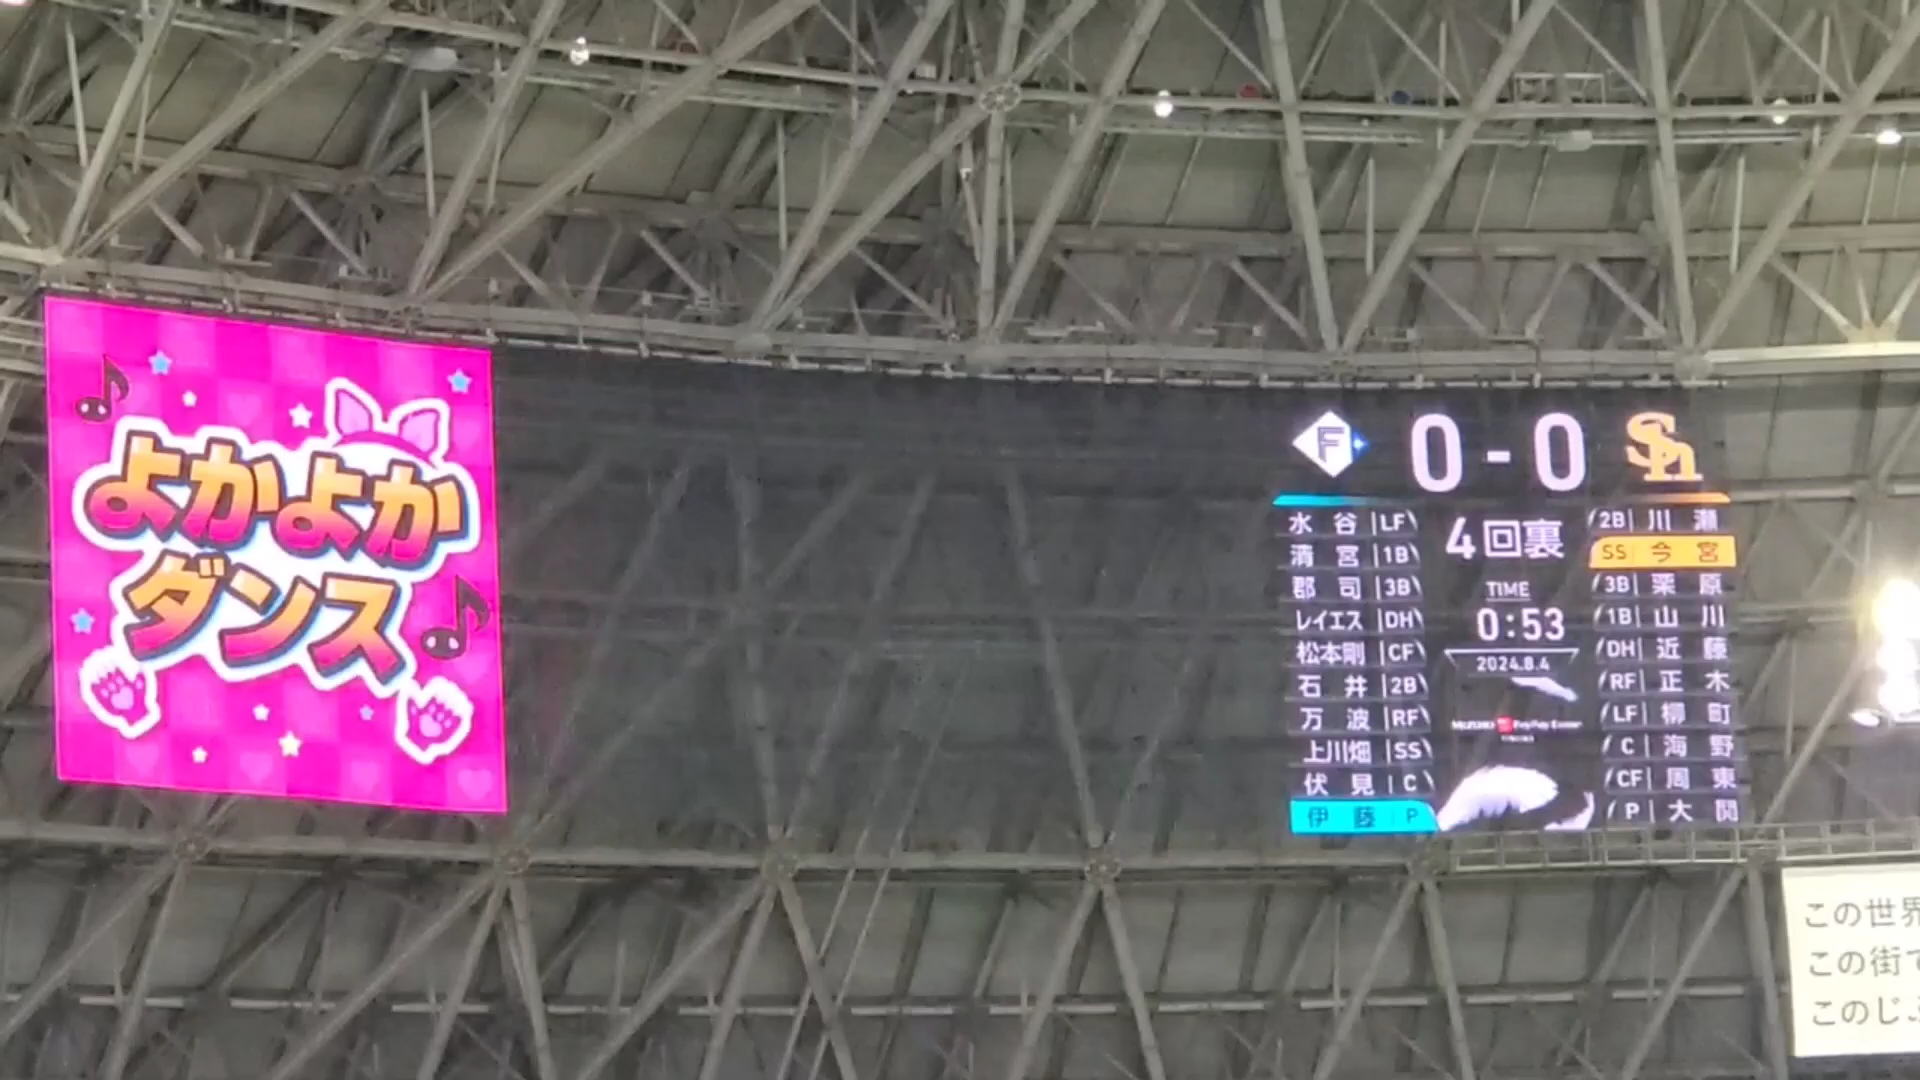 よかよか
ダンス
F
0 - 0
Sh
4回裏
TIME
0:53
2024.8.4
水谷 LF
清宮 1B
郡司 3B
レイエス DH
松本剛 CF
石井 2B
万波 RF
上川畑 SS
伏見 C
伊藤 P
2B 川瀬
SS 今宮
3B 栗原
1B 山川
DH 近藤
RF 正木
LF 柳町
C 海野
CF 周東
P 大関
この世界
この街で
このじ